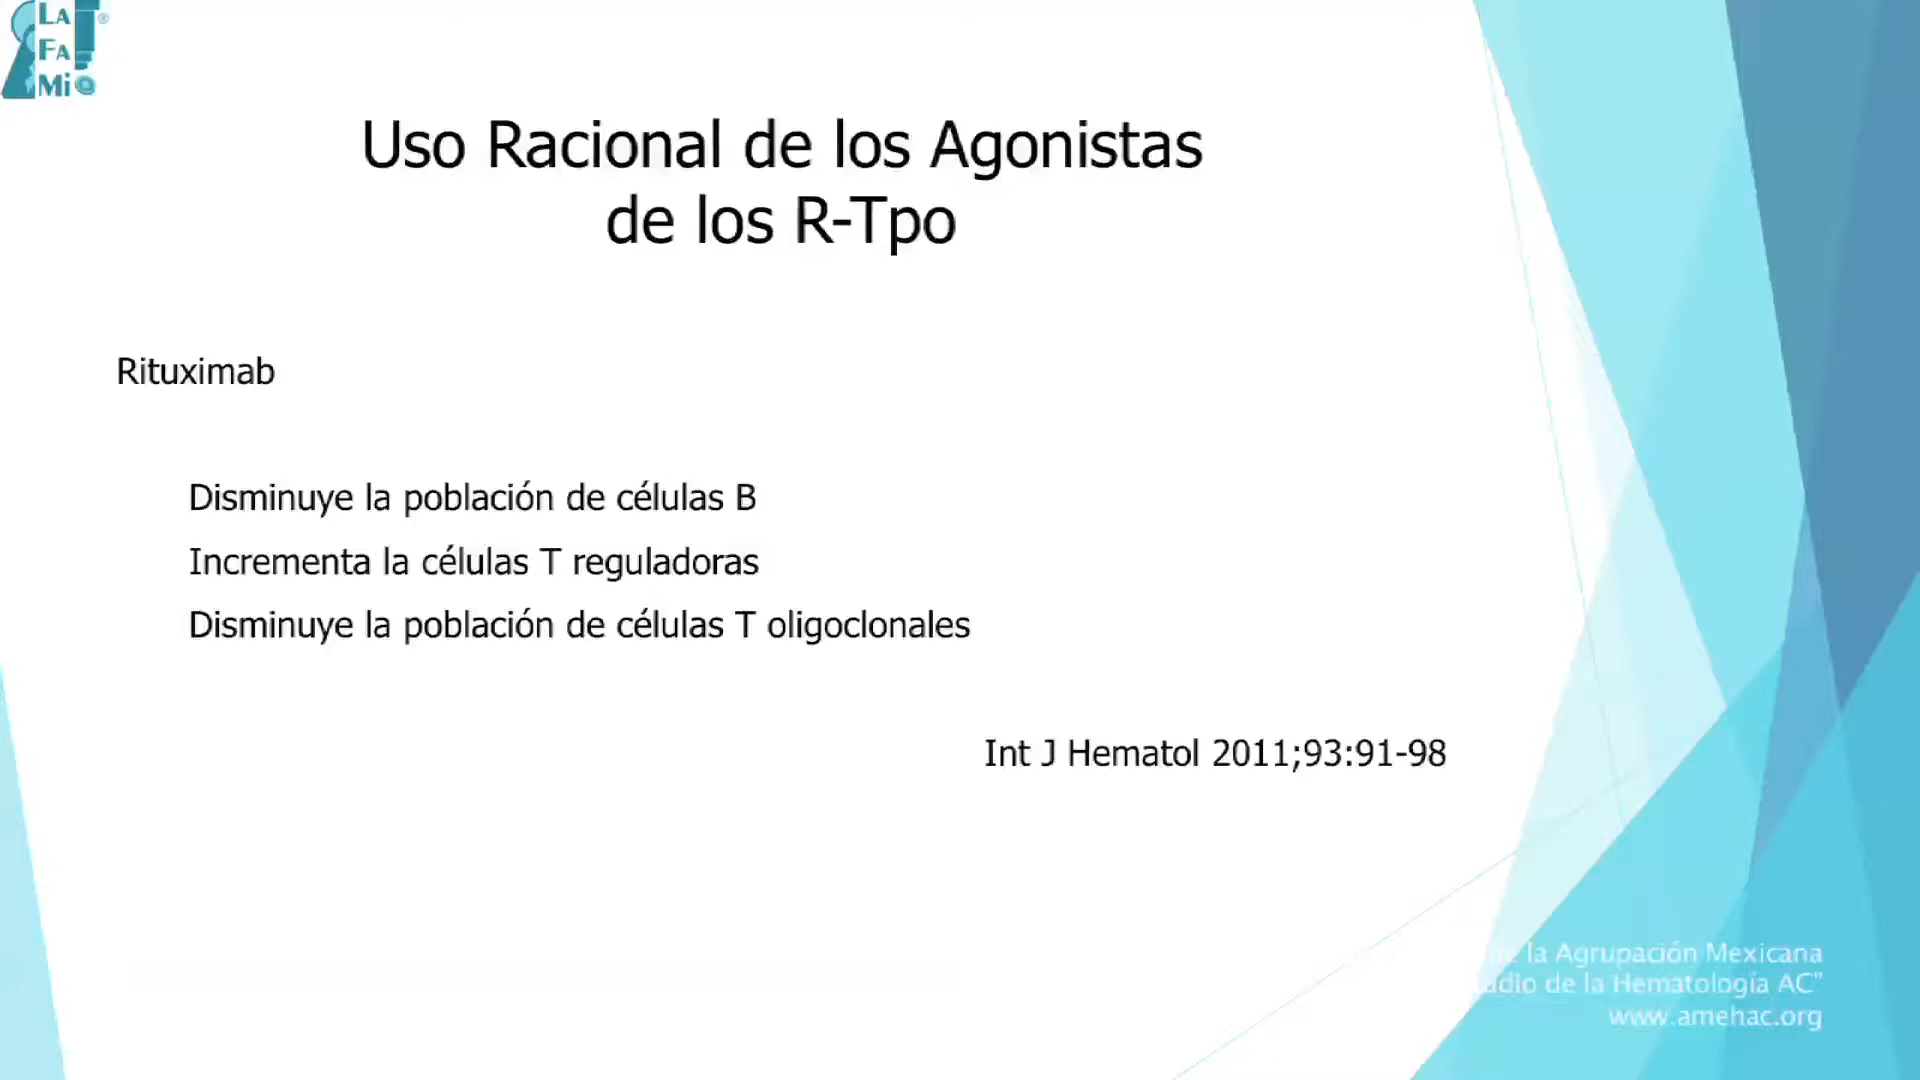 LA
FA
Mi
®
Uso Racional de los Agonistas
de los R-Tpo
Rituximab
Disminuye la población de células B
Incrementa la células T reguladoras
Disminuye la población de células T oligoclonales
Int J Hematol 2011;93:91-98
la Agrupación Mexicana
de la Hematología AC"
www.amehac.org